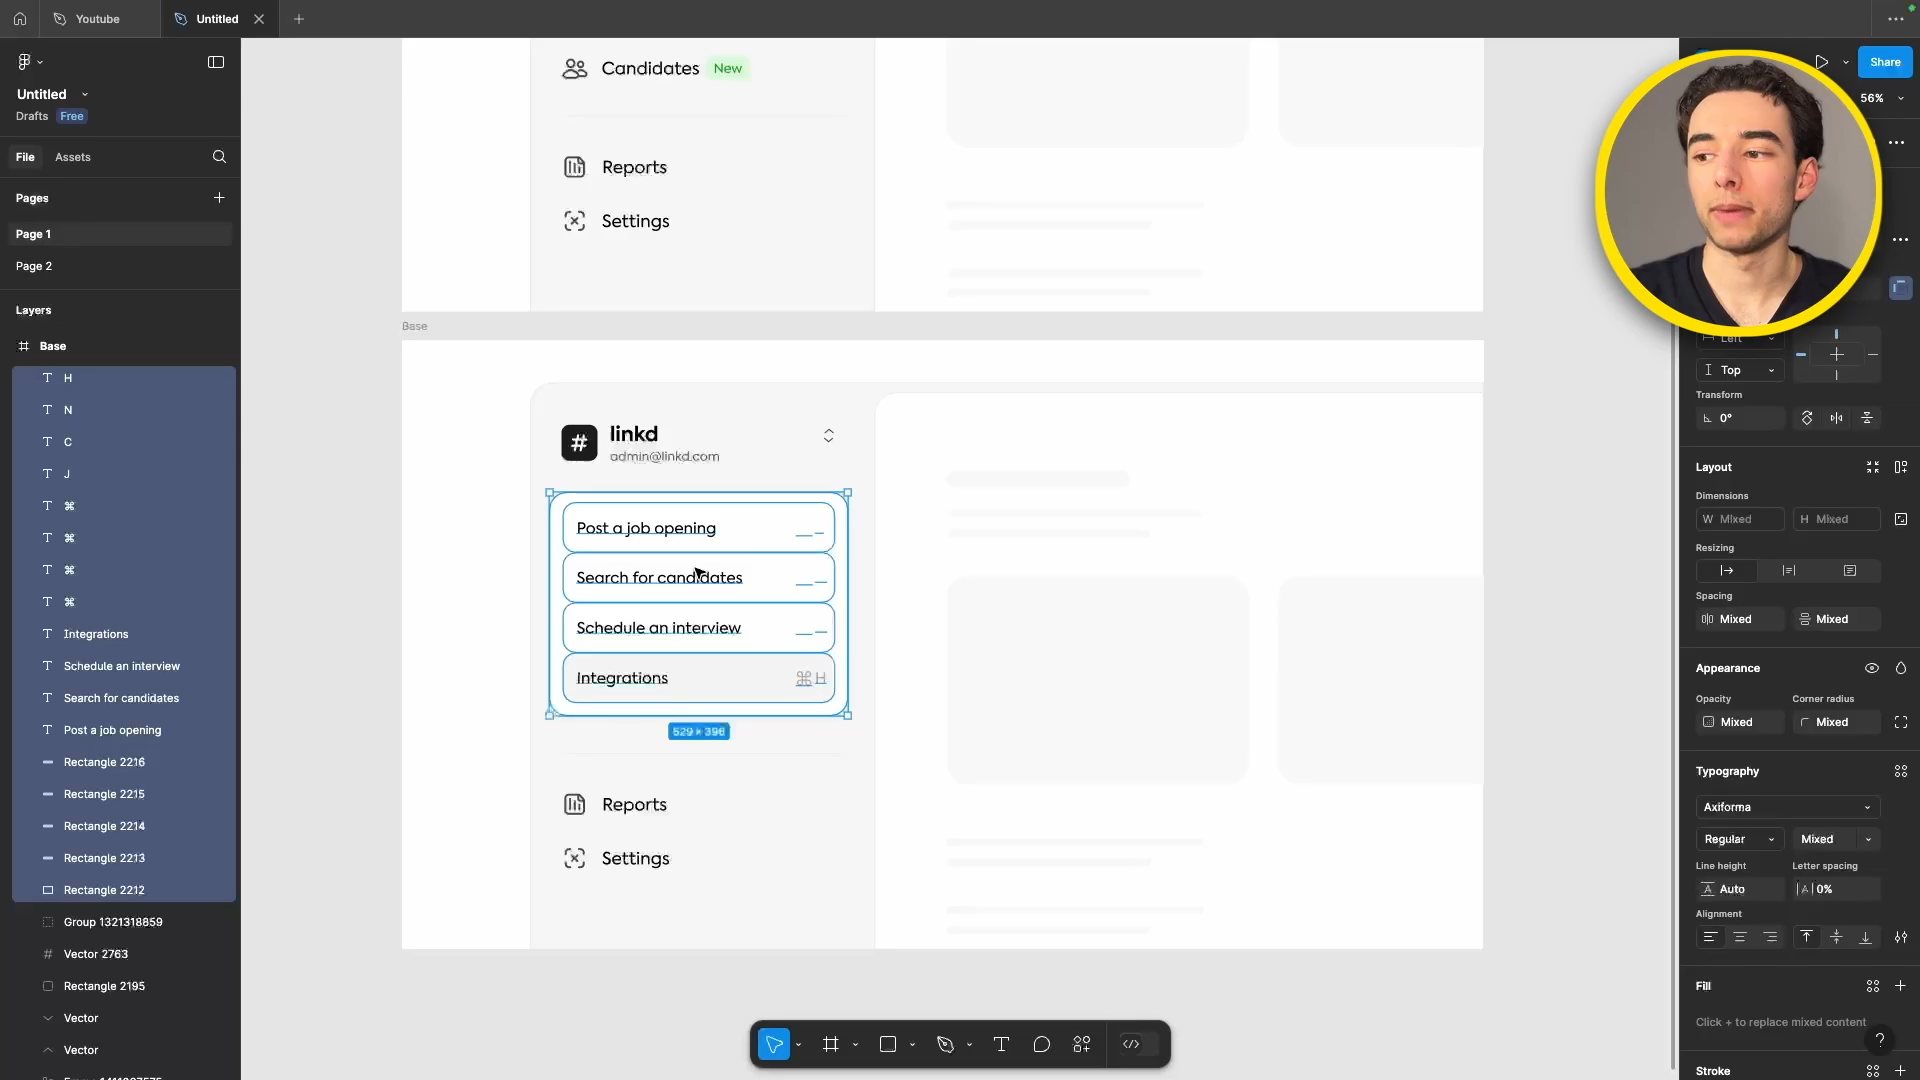 Youtube
Untitled
Untitled
Drafts
Free
Share
56%
File
Assets
Pages
Page 1
Page 2
Layers
Base
H
N
C
J
⌘
⌘
⌘
⌘
Integrations
Schedule an interview
Search for candidates
Post a job opening
Rectangle 2216
Rectangle 2215
Rectangle 2214
Rectangle 2213
Rectangle 2212
Group 1321318859
Vector 2763
Rectangle 2195
Vector
Vector
Candidates
New
Reports
Settings
Base
#
linkd
admin@linkd.com
Post a job opening
Search for candidates
Schedule an interview
Integrations
⌘ H
529 × 396
Reports
Settings
Left
Top
Transform
0°
Layout
Dimensions
W Mixed
H Mixed
Resizing
Spacing
Mixed
Mixed
Appearance
Opacity
Corner radius
Mixed
Mixed
Typography
Axiforma
Regular
Mixed
Line height
Letter spacing
Auto
0%
Alignment
Fill
Click + to replace mixed content
?
Stroke